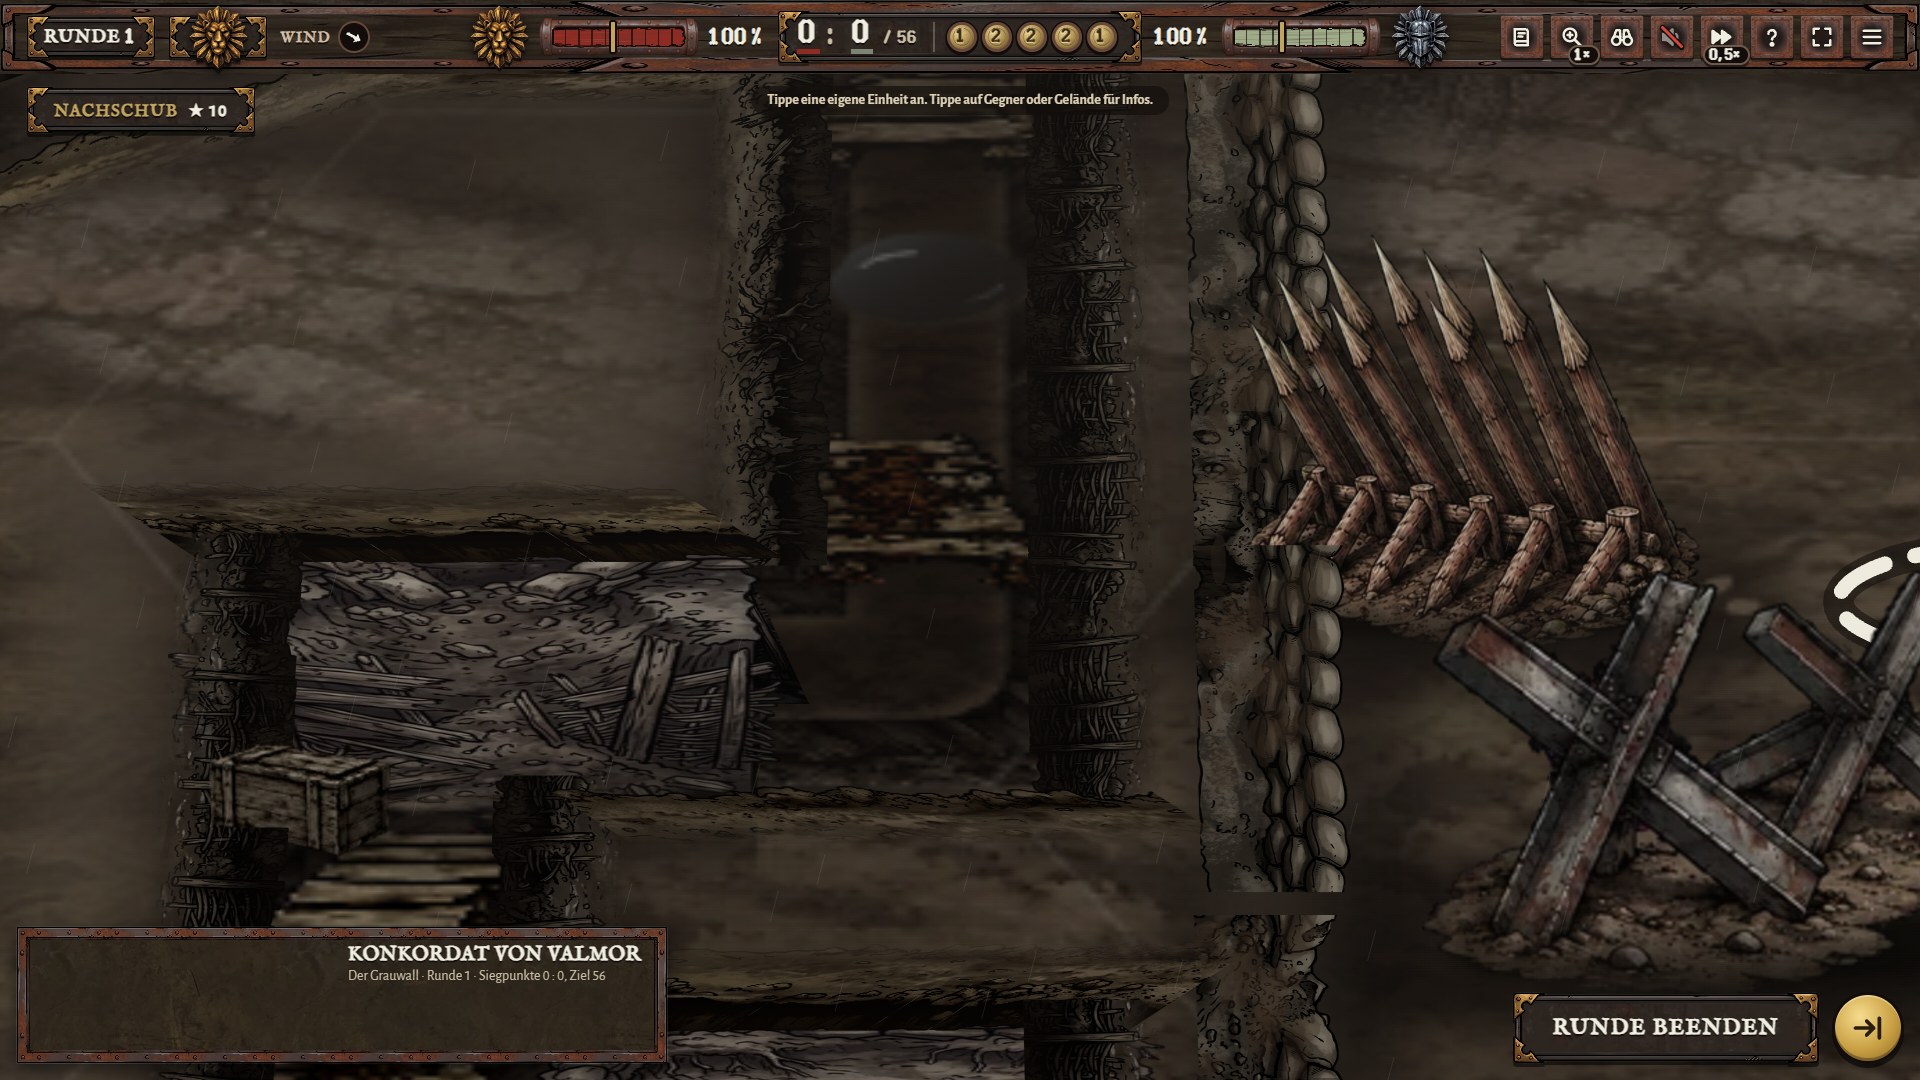 RUNDE 1
WIND
100%
0 : 0 / 56
1 2 2 2 1
100%
1×
0,5×
?
NACHSCHUB ★ 10
Tippe eine eigene Einheit an. Tippe auf Gegner oder Gelände für Infos.
KONKORDAT VON VALMOR
Der Grauwall · Runde 1 · Siegpunkte 0 : 0, Ziel 56
RUNDE BEENDEN